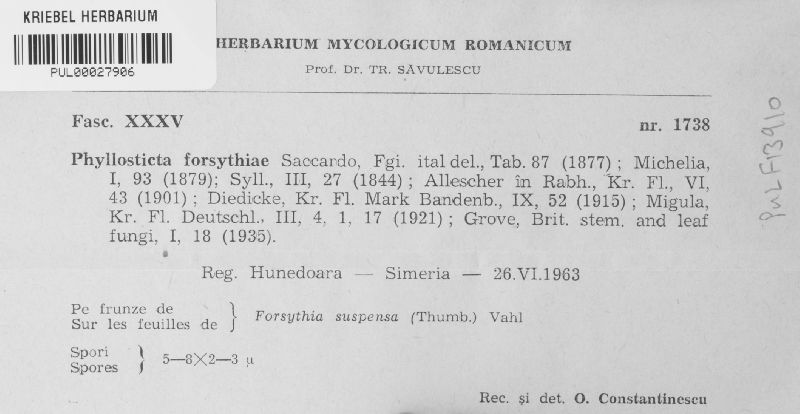 KRIEBEL HERBARIUM
PUL00027906
HERBARIUM MYCOLOGICUM ROMANICUM
Prof. Dr. TR. SĂVULESCU
Fasc. XXXV
nr. 1738
Phyllosticta forsythiae Saccardo, Fgi. ital del., Tab. 87 (1877) ; Michelia,
I, 93 (1879); Syll., III, 27 (1844) ; Allescher în Rabh., Kr. Fl., VI,
43 (1901) ; Diedicke, Kr. Fl. Mark Bandenb., IX, 52 (1915) ; Migula,
Kr. Fl. Deutschl., III, 4, 1, 17 (1921) ; Grove, Brit. stem. and leaf
fungi, I, 18 (1935).
Reg. Hunedoara — Simeria — 26.VI.1963
Pe frunze de
Sur les feuilles de } Forsythia suspensa (Thumb.) Vahl
Spori
Spores } 5—8×2—3 μ
Rec. și det. O. Constantinescu
PULF13910